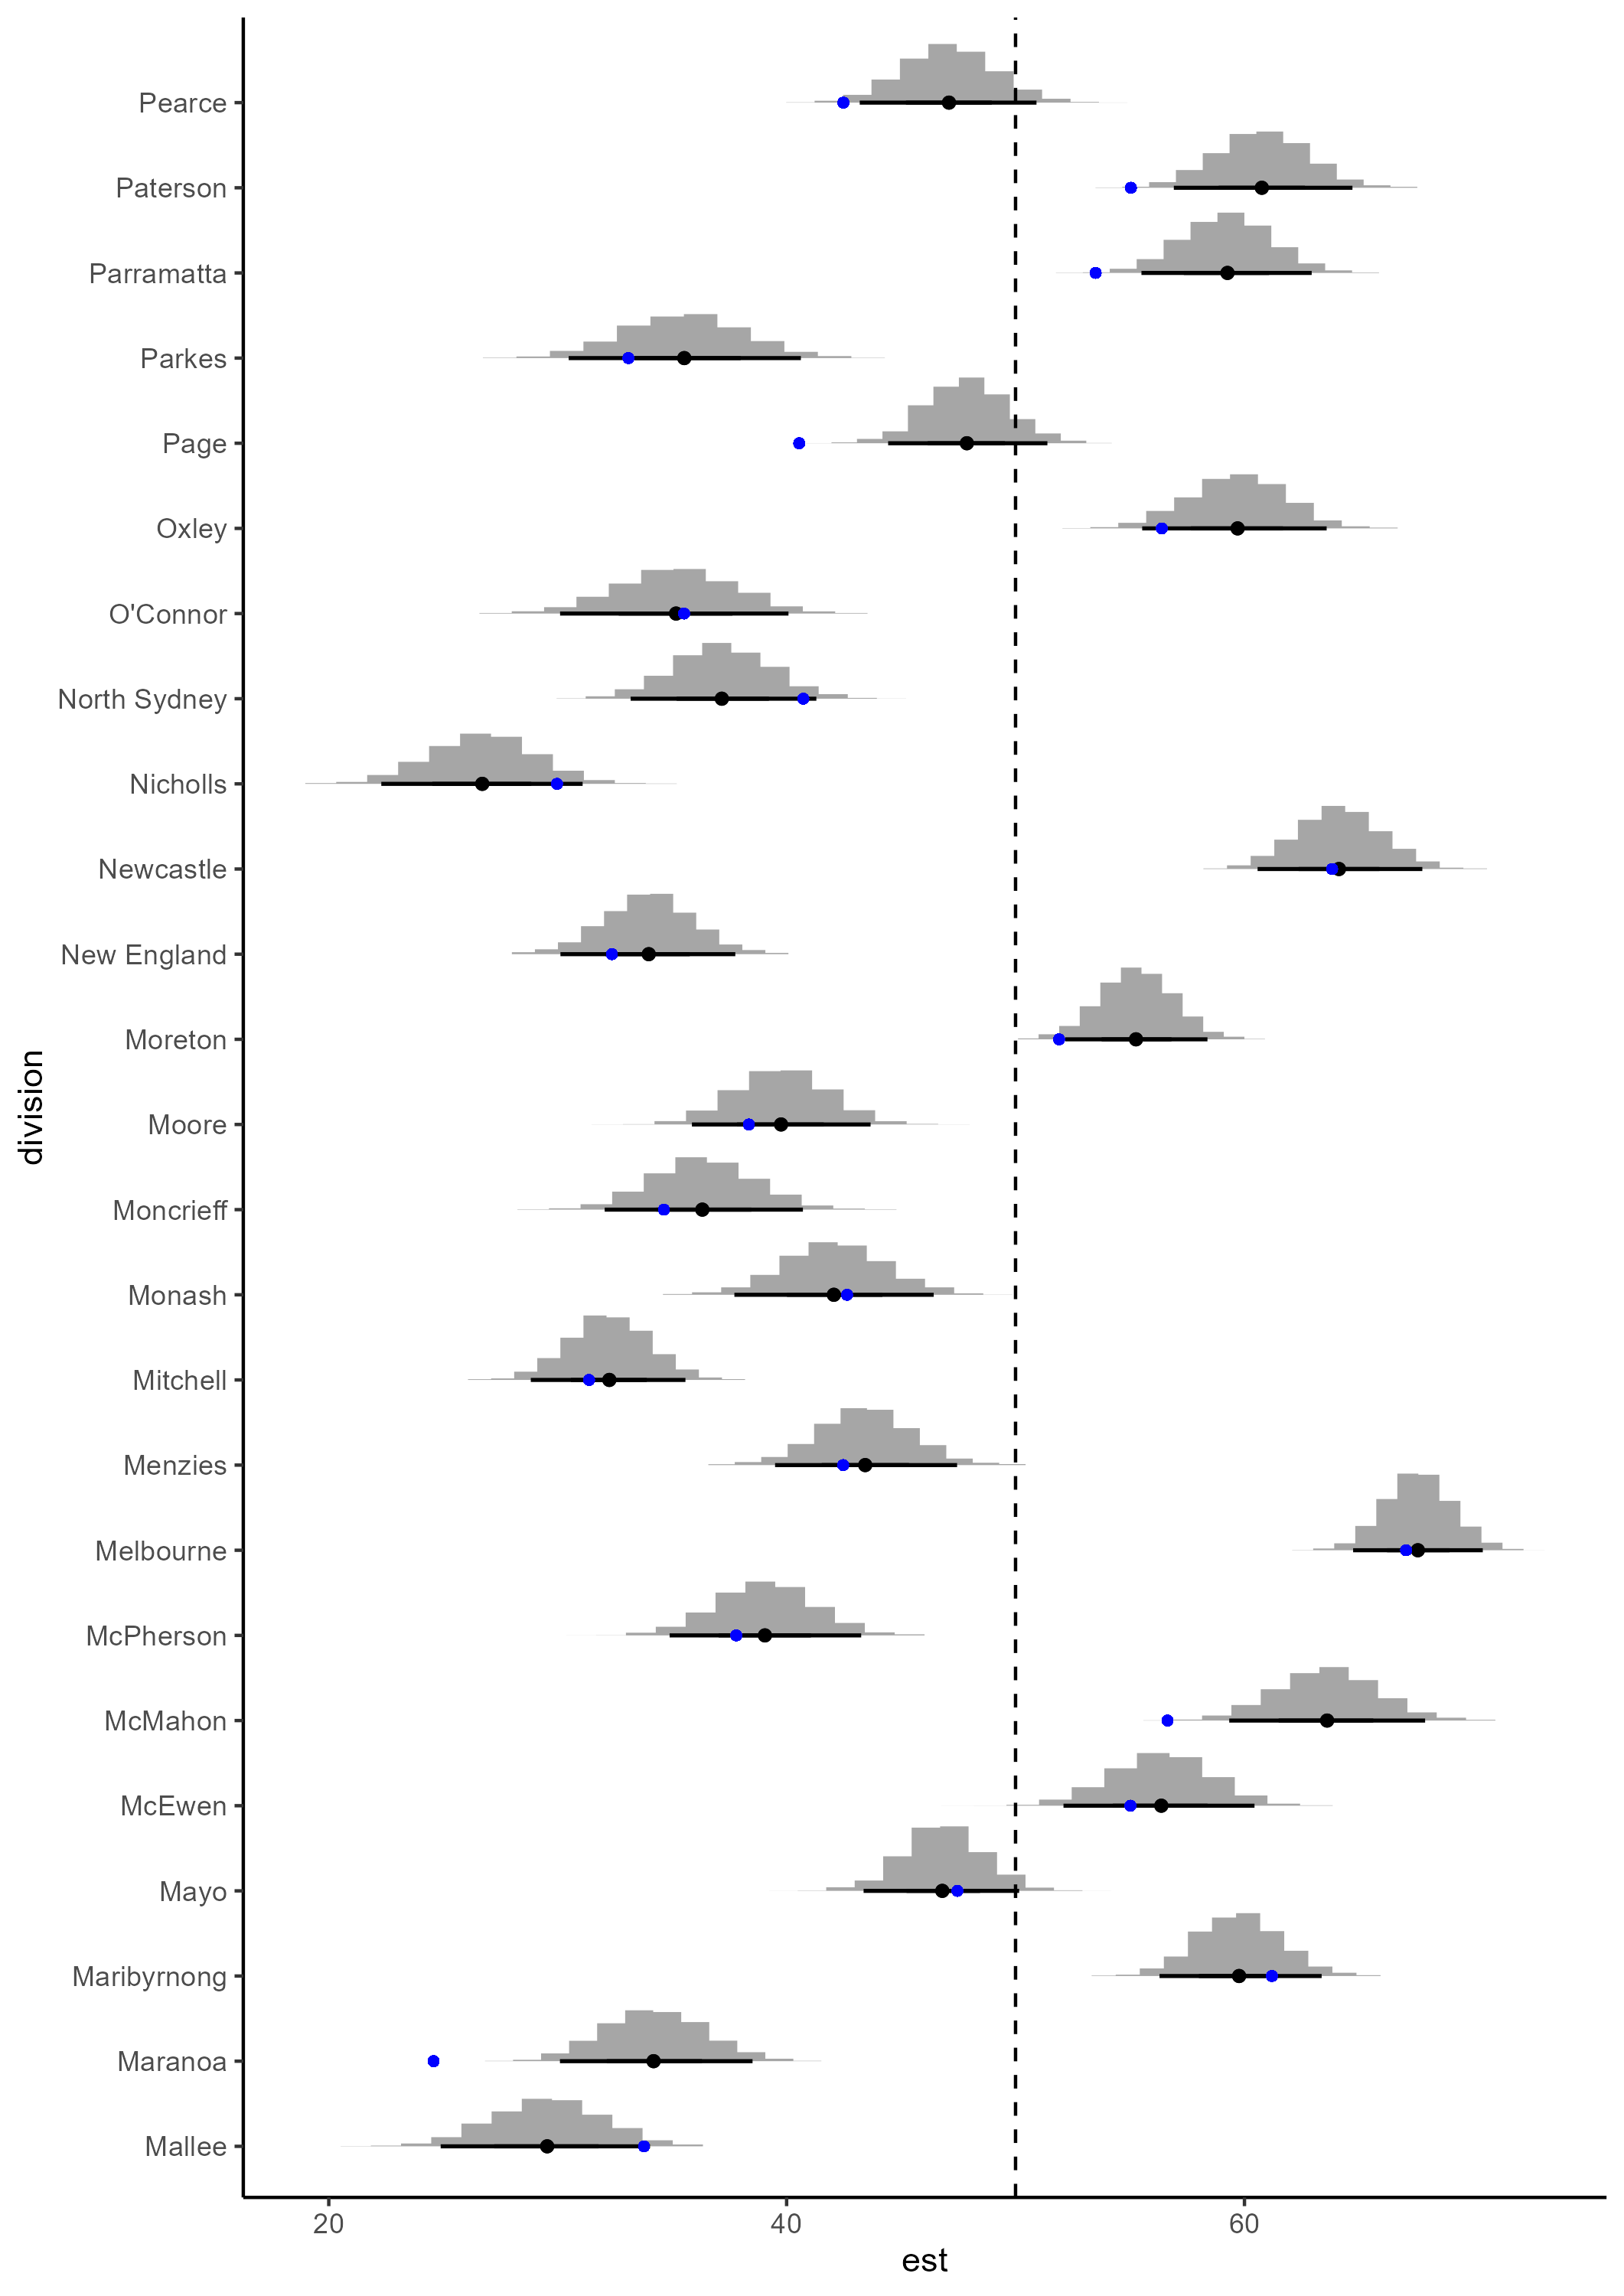 Pearce
Paterson
Parramatta
Parkes
Page
Oxley
O'Connor
North Sydney
Nicholls
Newcastle
New England
Moreton
Moore
Moncrieff
Monash
Mitchell
Menzies
Melbourne
McPherson
McMahon
McEwen
Mayo
Maribyrnong
Maranoa
Mallee
division
20 40 60
est